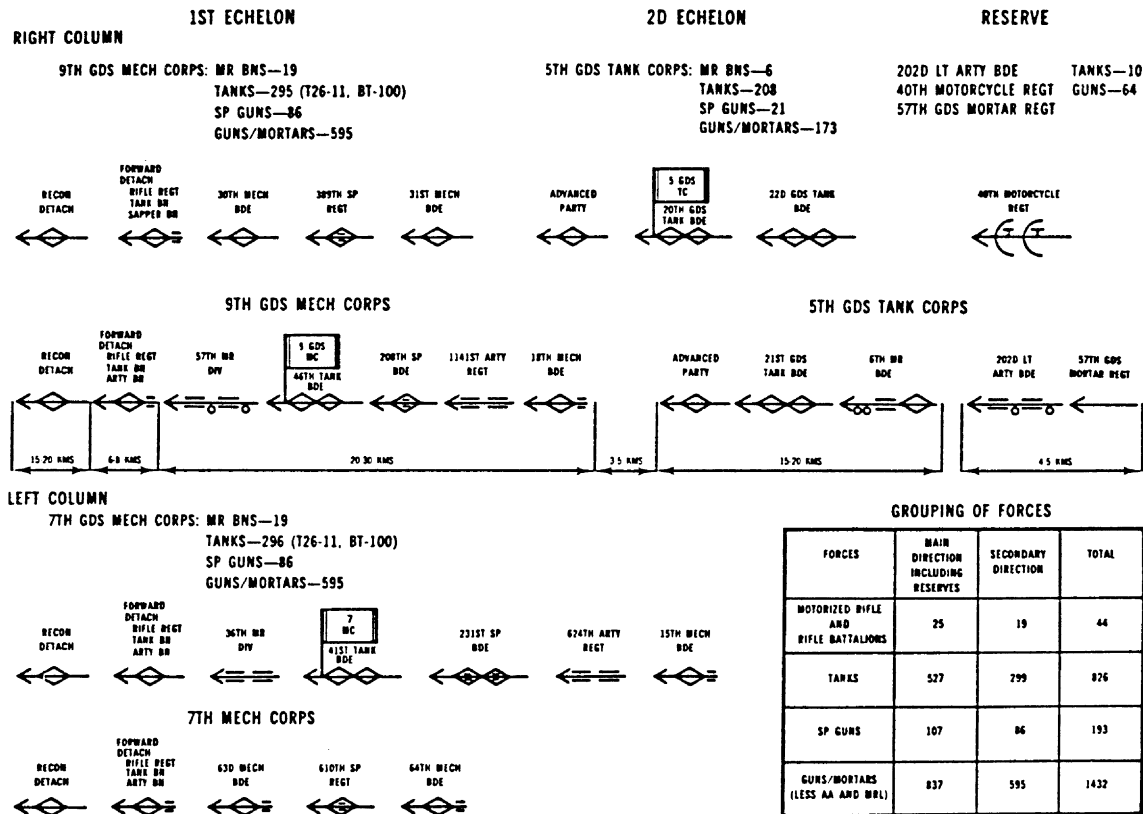 1ST ECHELON
2D ECHELON
RESERVE
RIGHT COLUMN
9TH GDS MECH CORPS: MR BNS—19
TANKS—295 (T26-11, BT-100)
SP GUNS—86
GUNS/MORTARS—595
5TH GDS TANK CORPS: MR BNS—6
TANKS—208
SP GUNS—21
GUNS/MORTARS—173
202D LT ARTY BDE TANKS—10
40TH MOTORCYCLE REGT GUNS—64
57TH GDS MORTAR REGT
RECON
DETACH
FORWARD
DETACH
RIFLE REGT
TANK BN
SAPPER BN
30TH MECH
BDE
389TH SP
REGT
31ST MECH
BDE
ADVANCED
PARTY
5 GDS
TC
20TH GDS
TANK BDE
22D GDS TANK
BDE
40TH MOTORCYCLE
REGT
9TH GDS MECH CORPS
5TH GDS TANK CORPS
RECON
DETACH
FORWARD
DETACH
RIFLE REGT
TANK BN
ARTY BN
57TH MR
DIV
9 GDS
MC
46TH TANK
BDE
208TH SP
BDE
1141ST ARTY
REGT
18TH MECH
BDE
ADVANCED
PARTY
21ST GDS
TANK BDE
6TH MR
BDE
202D LT
ARTY BDE
57TH GDS
MORTAR REGT
15-20 KMS
6-8 KMS
20-30 KMS
3-5 KMS
15-20 KMS
4-5 KMS
LEFT COLUMN
7TH GDS MECH CORPS: MR BNS—19
TANKS—296 (T26-11, BT-100)
SP GUNS—86
GUNS/MORTARS—595
RECON
DETACH
FORWARD
DETACH
RIFLE REGT
TANK BN
ARTY BN
36TH MR
DIV
7
MC
41ST TANK
BDE
231ST SP
BDE
624TH ARTY
REGT
15TH MECH
BDE
7TH MECH CORPS
RECON
DETACH
FORWARD
DETACH
RIFLE REGT
TANK BN
ARTY BN
63D MECH
BDE
610TH SP
REGT
64TH MECH
BDE
GROUPING OF FORCES
FORCES
MAIN
DIRECTION
INCLUDING
RESERVES
SECONDARY
DIRECTION
TOTAL
MOTORIZED RIFLE
AND
RIFLE BATTALIONS
25 19 44
TANKS 527 299 826
SP GUNS 107 86 193
GUNS/MORTARS
(LESS AA AND MRL)
837 595 1432